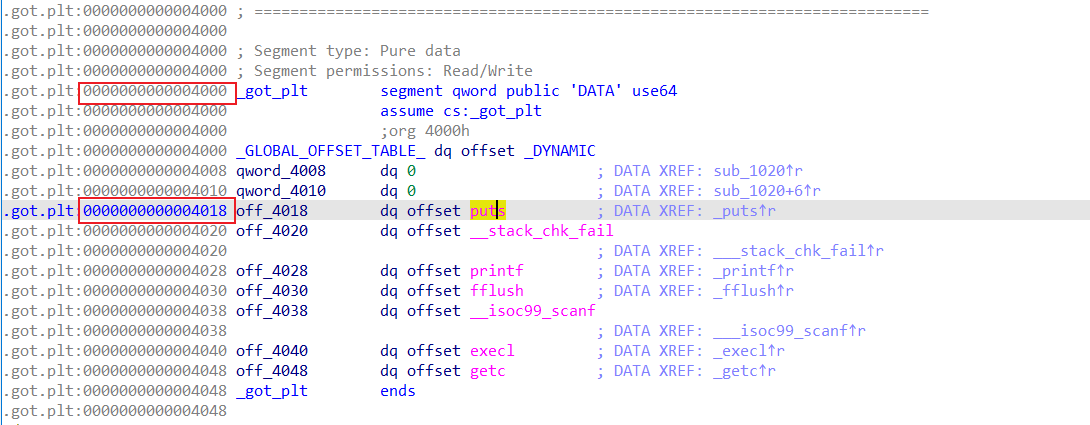 .got.plt:0000000000004000 ; ===========================================================================
.got.plt:0000000000004000
.got.plt:0000000000004000 ; Segment type: Pure data
.got.plt:0000000000004000 ; Segment permissions: Read/Write
.got.plt:0000000000004000 _got_plt segment qword public 'DATA' use64
.got.plt:0000000000004000 assume cs:_got_plt
.got.plt:0000000000004000 ;org 4000h
.got.plt:0000000000004000 _GLOBAL_OFFSET_TABLE_ dq offset _DYNAMIC
.got.plt:0000000000004008 qword_4008 dq 0 ; DATA XREF: sub_1020↑r
.got.plt:0000000000004010 qword_4010 dq 0 ; DATA XREF: sub_1020+6↑r
.got.plt:0000000000004018 off_4018 dq offset puts ; DATA XREF: _puts↑r
.got.plt:0000000000004020 off_4020 dq offset __stack_chk_fail
.got.plt:0000000000004020 ; DATA XREF: ___stack_chk_fail↑r
.got.plt:0000000000004028 off_4028 dq offset printf ; DATA XREF: _printf↑r
.got.plt:0000000000004030 off_4030 dq offset fflush ; DATA XREF: _fflush↑r
.got.plt:0000000000004038 off_4038 dq offset __isoc99_scanf
.got.plt:0000000000004038 ; DATA XREF: ___isoc99_scanf↑r
.got.plt:0000000000004040 off_4040 dq offset execl ; DATA XREF: _execl↑r
.got.plt:0000000000004048 off_4048 dq offset getc ; DATA XREF: _getc↑r
.got.plt:0000000000004048 _got_plt ends
.got.plt:0000000000004048